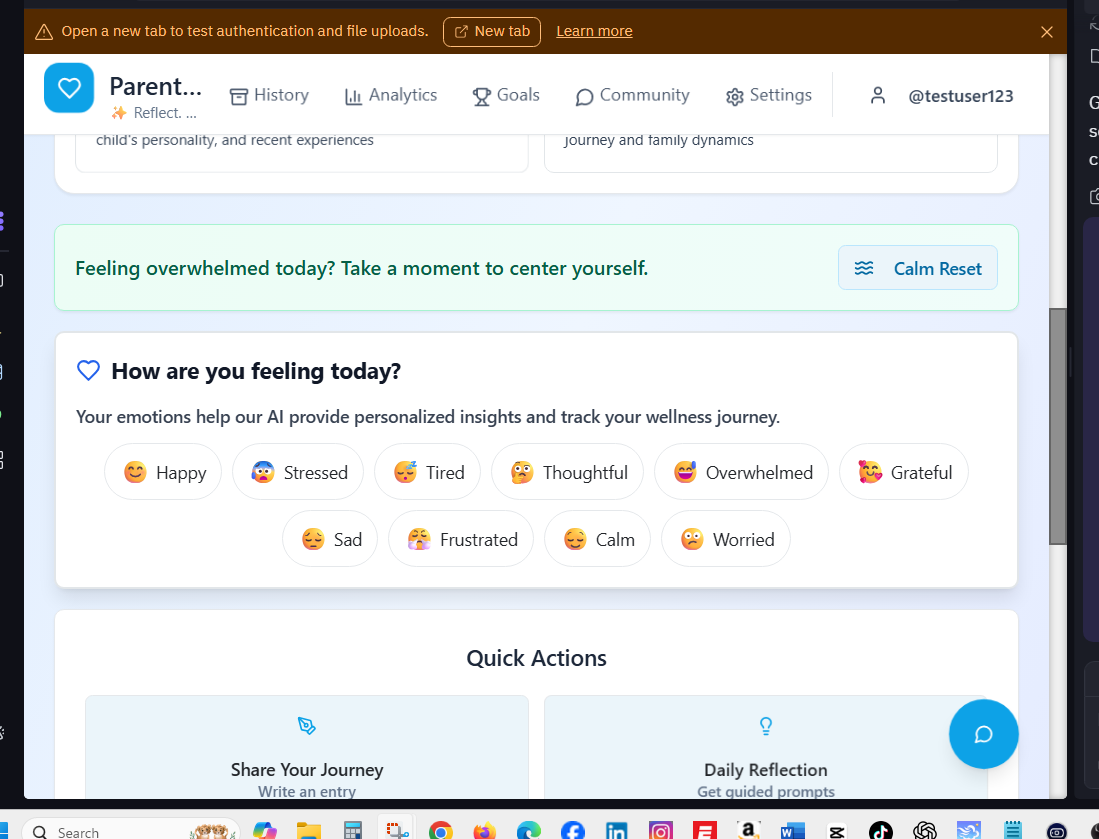 Open a new tab to test authentication and file uploads. New tab Learn more
Parent...
✨ Reflect. ...
History Analytics Goals Community Settings @testuser123
child's personality, and recent experiences
journey and family dynamics
Feeling overwhelmed today? Take a moment to center yourself. Calm Reset
How are you feeling today?
Your emotions help our AI provide personalized insights and track your wellness journey.
😊 Happy 😰 Stressed 😴 Tired 🤔 Thoughtful 😅 Overwhelmed 🥰 Grateful
😔 Sad 😤 Frustrated 😌 Calm 😟 Worried
Quick Actions
Share Your Journey
Write an entry
Daily Reflection
Get guided prompts
Search